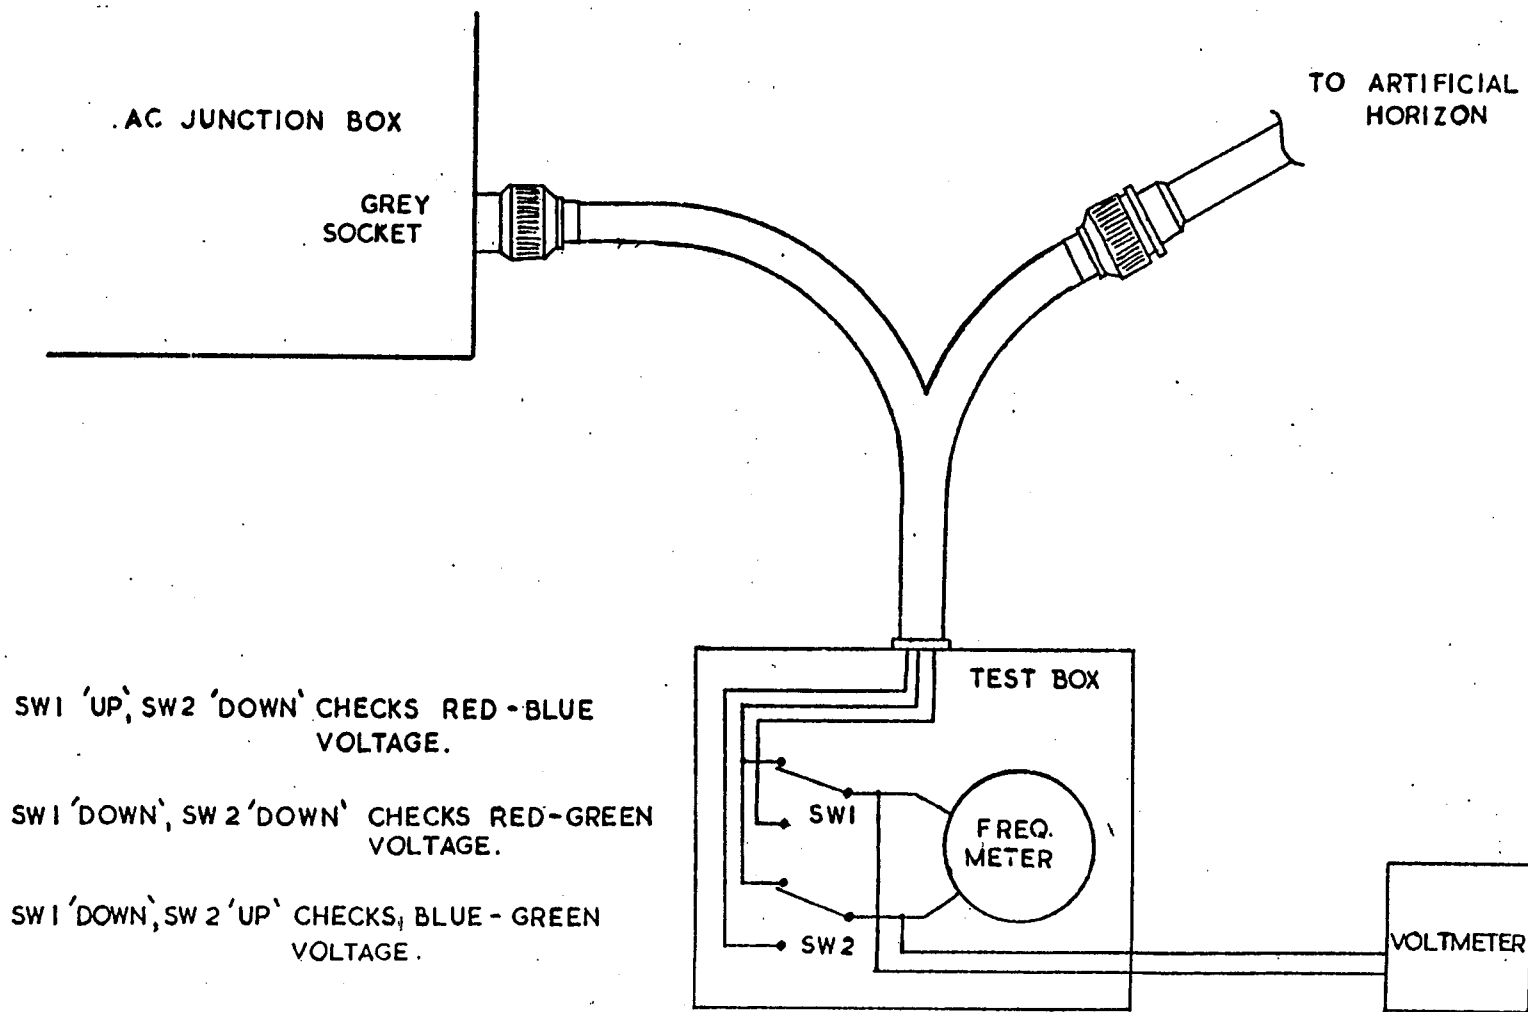 AC JUNCTION BOX
GREY
SOCKET
TO ARTIFICIAL
HORIZON
SW1 'UP', SW2 'DOWN' CHECKS RED-BLUE
VOLTAGE.
SW1 'DOWN', SW2 'DOWN' CHECKS RED-GREEN
VOLTAGE.
SW1 'DOWN', SW2 'UP' CHECKS, BLUE-GREEN
VOLTAGE.
TEST BOX
SW1
FREQ.
METER
SW2
VOLTMETER